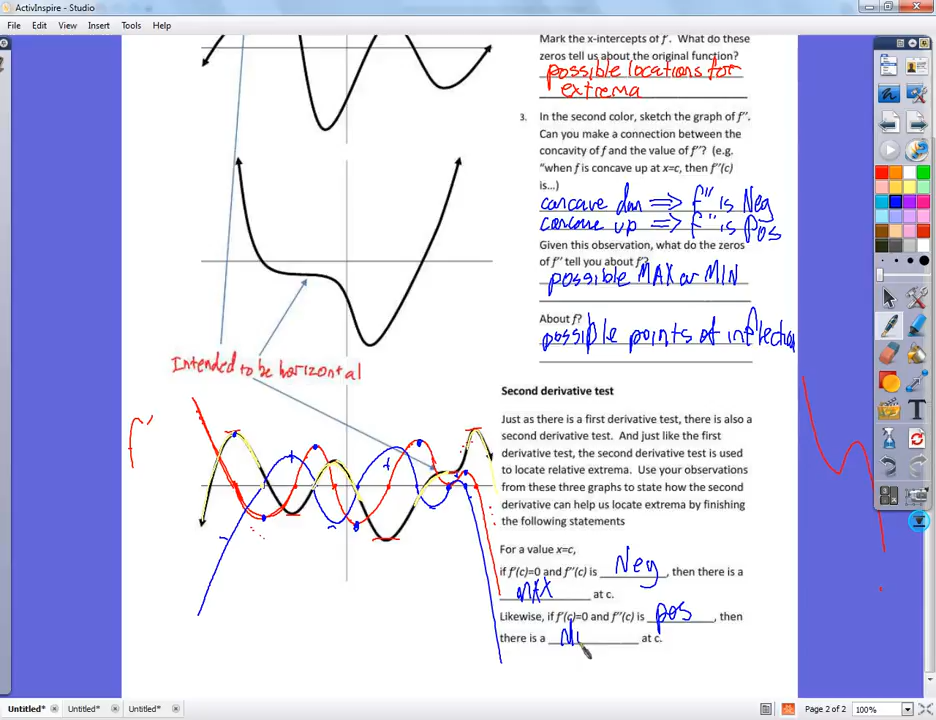 ActivInspire - Studio
File Edit View Insert Tools Help
Mark the x-intercepts of f'. What do these
zeros tell us about the original function?
possible locations for
extrema
3. In the second color, sketch the graph of f''.
Can you make a connection between the
concavity of f and the value of f''? (e.g.
"when f is concave up at x=c, then f''(c)
is...)
concave dwn => f'' is Neg
concave up => f'' is Pos
Given this observation, what do the zeros
of f'' tell you about f'?
possible MAX or MIN
About f?
possible points of inflection
Intended to be horizontal
f'
+
+
-
-
-
Second derivative test
Just as there is a first derivative test, there is also a
second derivative test. And just like the first
derivative test, the second derivative test is used
to locate relative extrema. Use your observations
from these three graphs to state how the second
derivative can help us locate extrema by finishing
the following statements
For a value x=c,
if f'(c)=0 and f''(c) is Neg, then there is a
MAX at c.
Likewise, if f'(c)=0 and f''(c) is pos, then
there is a Mi at c.
Untitled* Untitled* Untitled* Page 2 of 2 100%